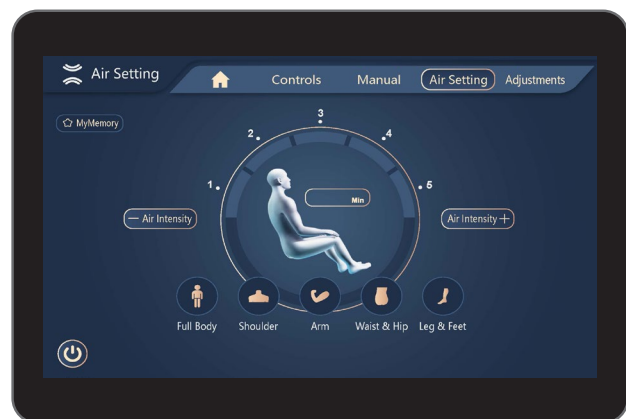 Air Setting
Controls
Manual
Air Setting
Adjustments
MyMemory
1
2
3
4
5
Min
— Air Intensity
Air Intensity +
Full Body
Shoulder
Arm
Waist & Hip
Leg & Feet